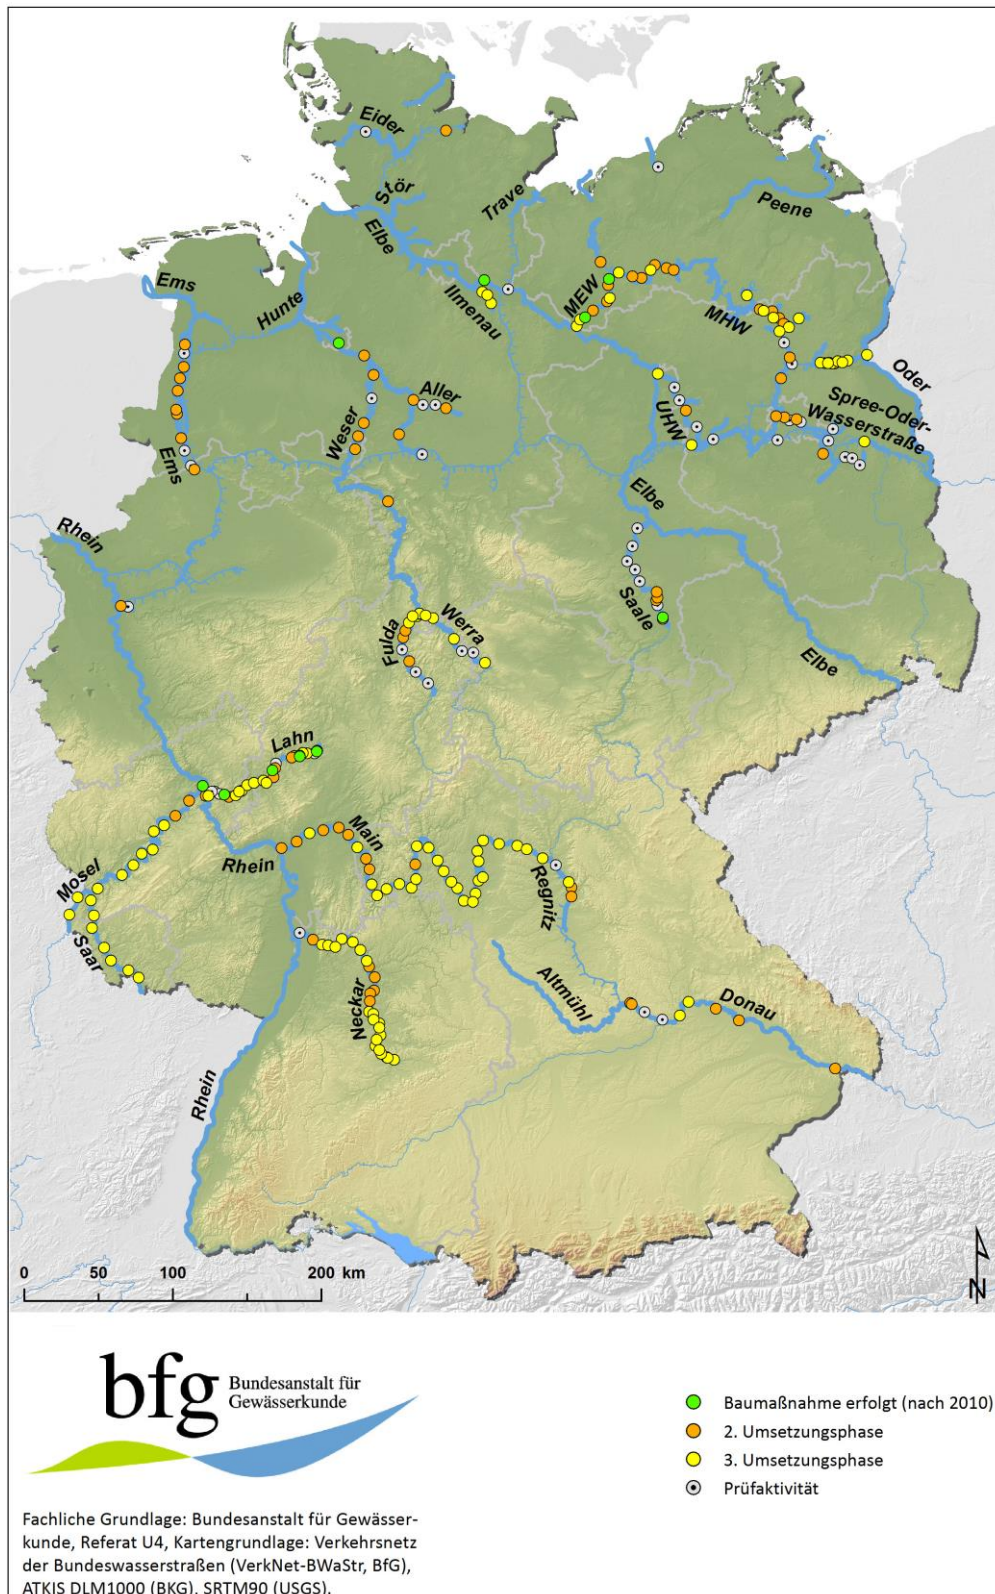 Eider
Stör
Trave
Peene
Elbe
Ems
Hunte
Ilmenau
MEW
MHW
Oder
Aller
Spree-Oder-
Wasserstraße
Weser
UHW
Ems
Elbe
Rhein
Saale
Werra
Fulda
Elbe
Lahn
Main
Rhein
Mosel
Regnitz
Saar
Altmühl
Donau
Neckar
Rhein
0 50 100 200 km
N
bfg
Bundesanstalt für
Gewässerkunde
Baumaßnahme erfolgt (nach 2010)
2. Umsetzungsphase
3. Umsetzungsphase
Prüfaktivität
Fachliche Grundlage: Bundesanstalt für Gewässer-
kunde, Referat U4, Kartengrundlage: Verkehrsnetz
der Bundeswasserstraßen (VerkNet-BWaStr, BfG),
ATKIS DLM1000 (BKG), SRTM90 (USGS).